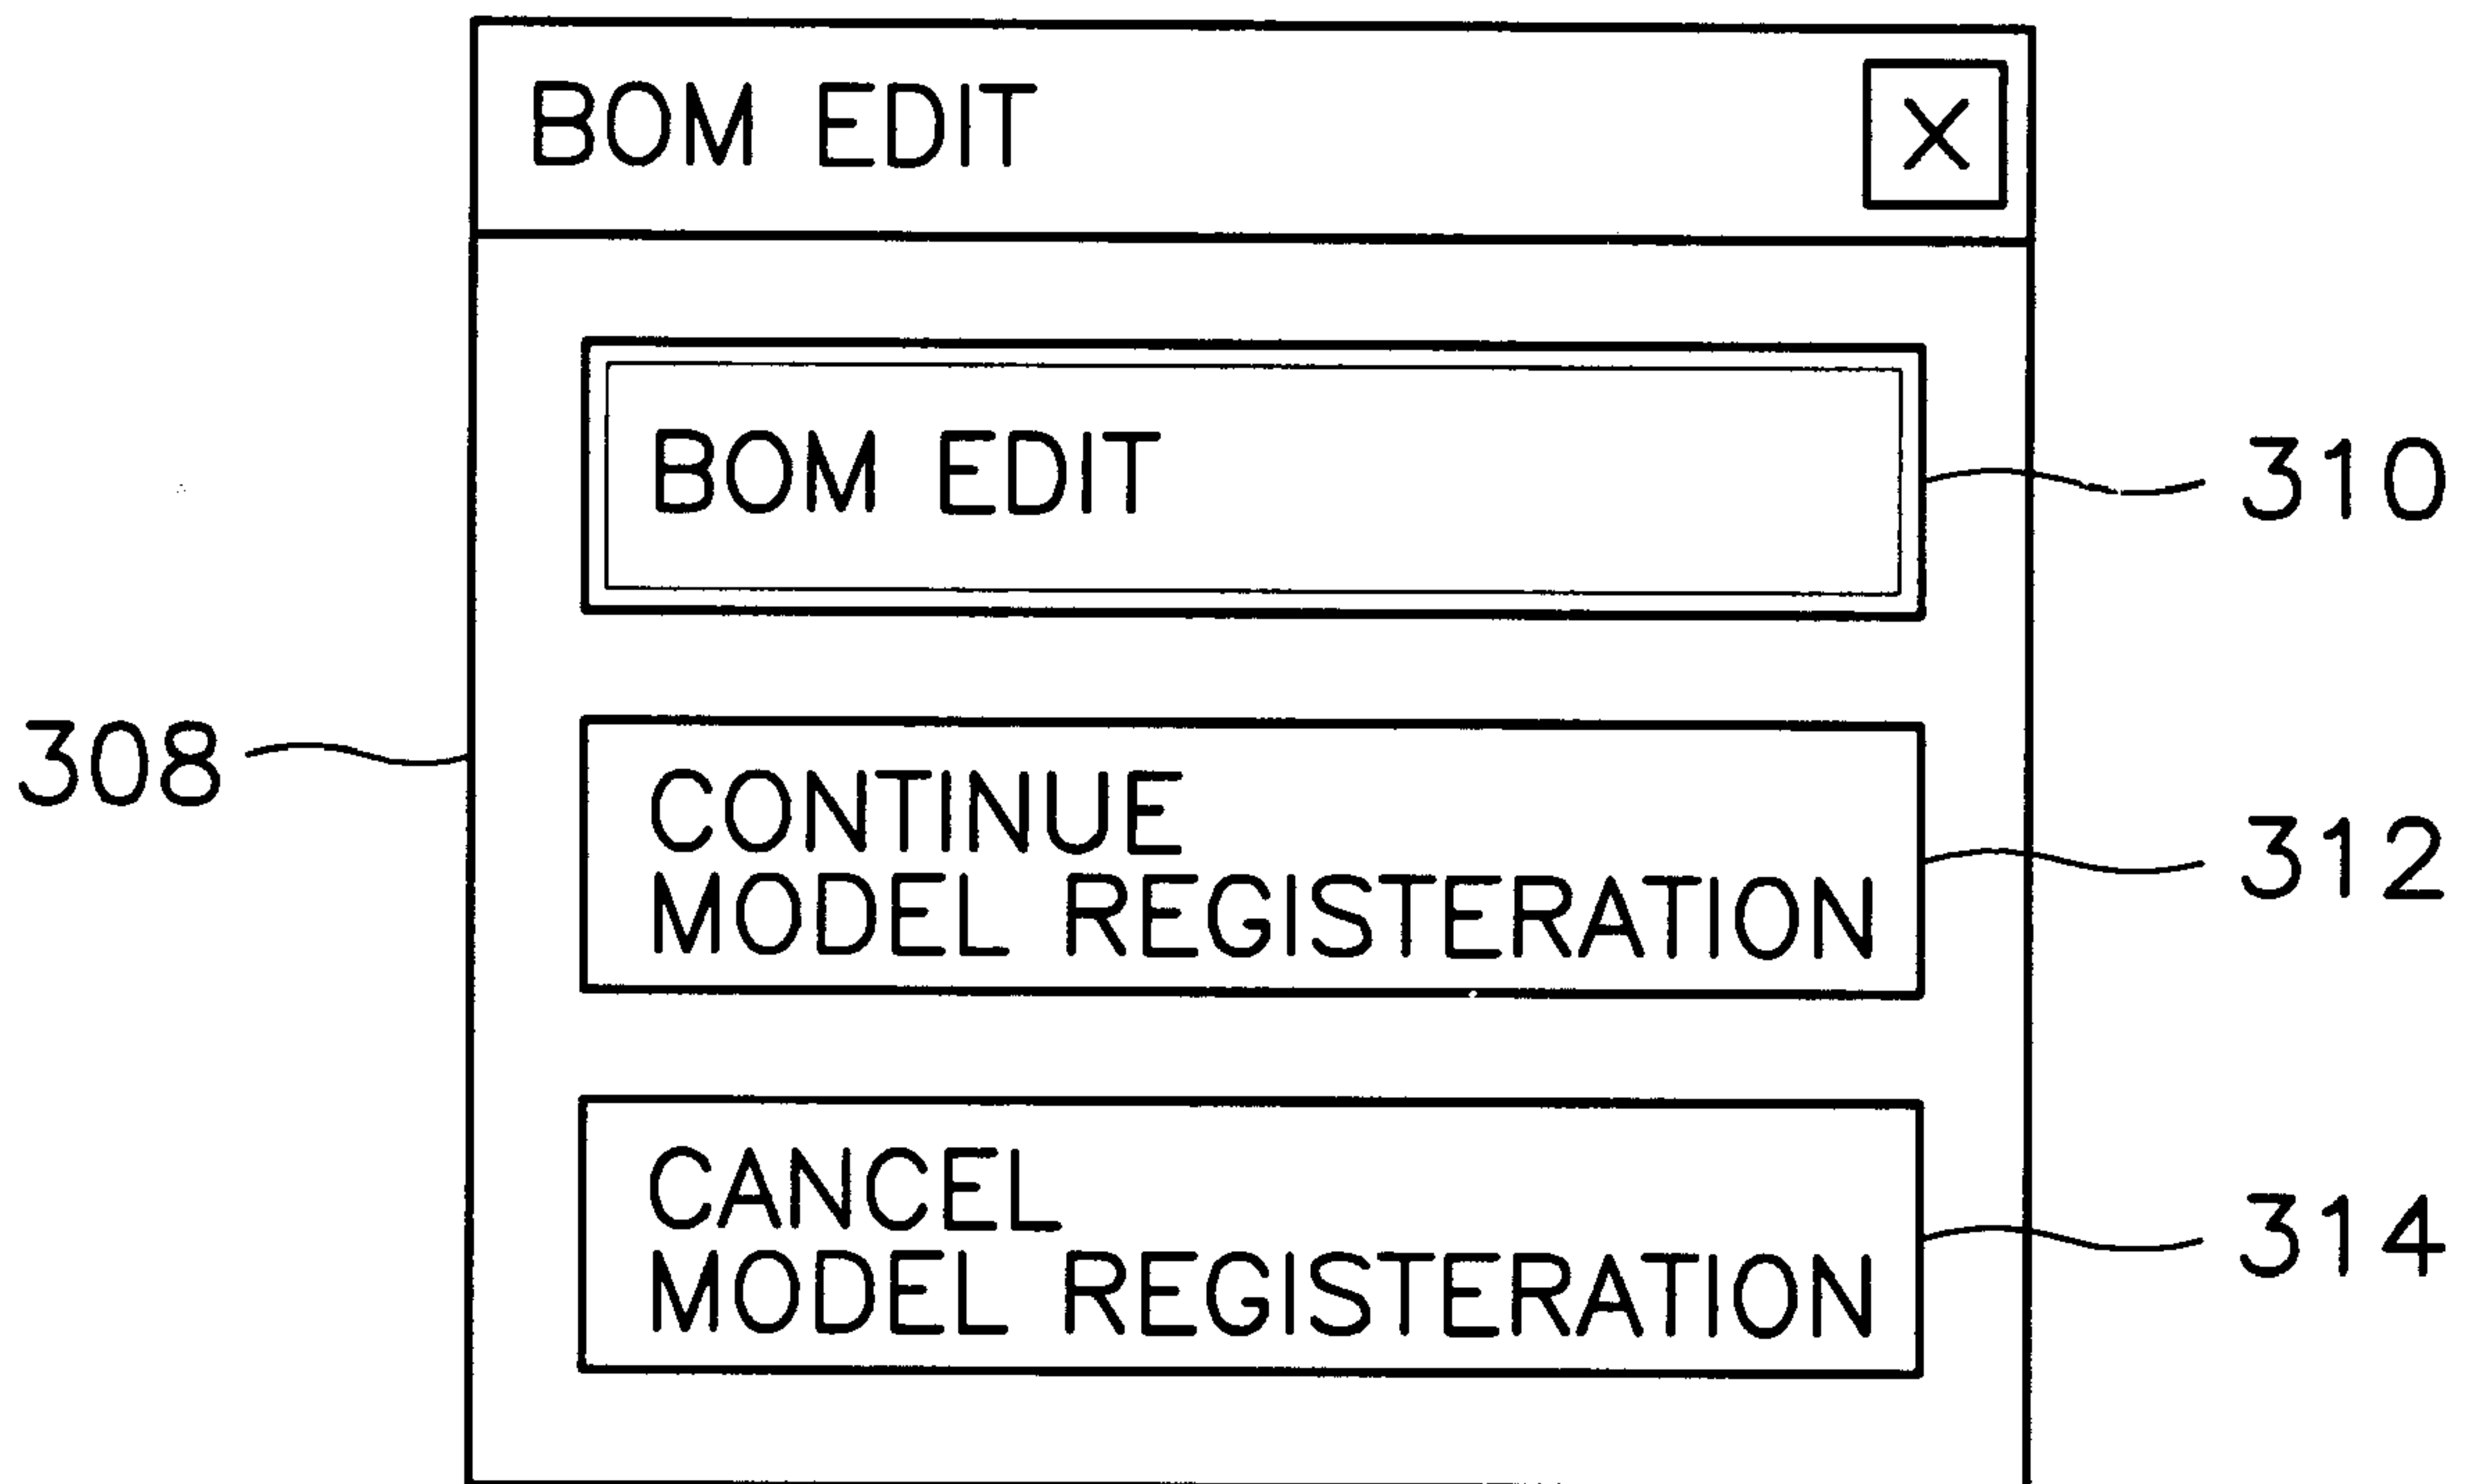 BOM EDIT X
BOM EDIT
310
308
CONTINUE
MODEL REGISTERATION
312
CANCEL
MODEL REGISTERATION
314